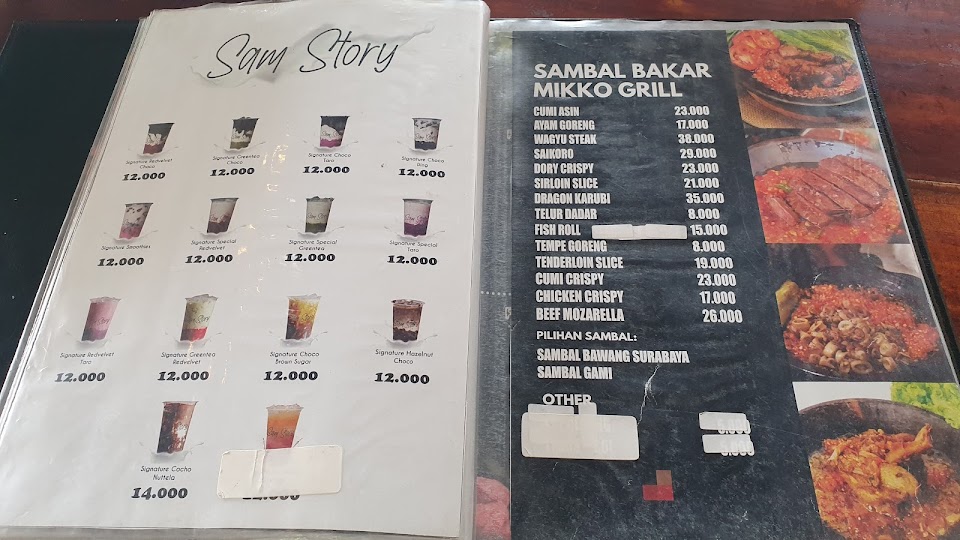 Sam Story
Signature Redvelvet
Choco
12.000
Signature Greentea
Choco
12.000
Signature Choco
Taro
12.000
Signature Choco
12.000
Signature Smoothies
12.000
Signature Special
Redvelvet
12.000
Signature Special
Greentea
12.000
Signature Special
Taro
12.000
Signature Redvelvet
Taro
12.000
Signature Greentea
Redvelvet
12.000
Signature Choco
Brown Sugar
12.000
Signature Hazelnut
Choco
12.000
Signature Cocho
Nuttela
14.000
SAMBAL BAKAR
MIKKO GRILL
CUMI ASIN 23.000
AYAM GORENG 17.000
WAGYU STEAK 38.000
SAIKORO 29.000
DORY CRISPY 23.000
SIRLOIN SLICE 21.000
DRAGON KARUBI 35.000
TELUR DADAR 8.000
FISH ROLL 15.000
TEMPE GORENG 8.000
TENDERLOIN SLICE 19.000
CUMI CRISPY 23.000
CHICKEN CRISPY 17.000
BEEF MOZARELLA 26.000
PILIHAN SAMBAL:
SAMBAL BAWANG SURABAYA
SAMBAL GAMI
OTHER